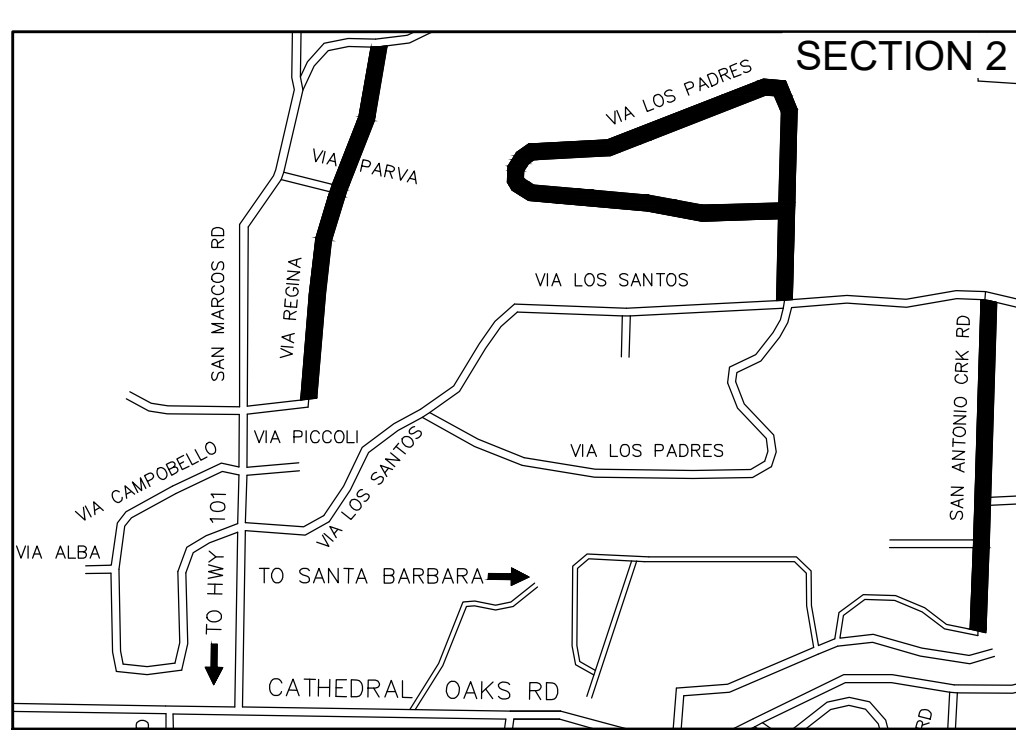 SECTION 2
VIA LOS PADRES
VIA PARVA
SAN MARCOS RD
VIA REGINA
VIA LOS SANTOS
SAN ANTONIO CRK RD
VIA PICCOLI
VIA CAMPOBELLO
VIA LOS SANTOS
VIA LOS PADRES
VIA ALBA
TO HWY 101
TO SANTA BARBARA
CATHEDRAL OAKS RD
RD